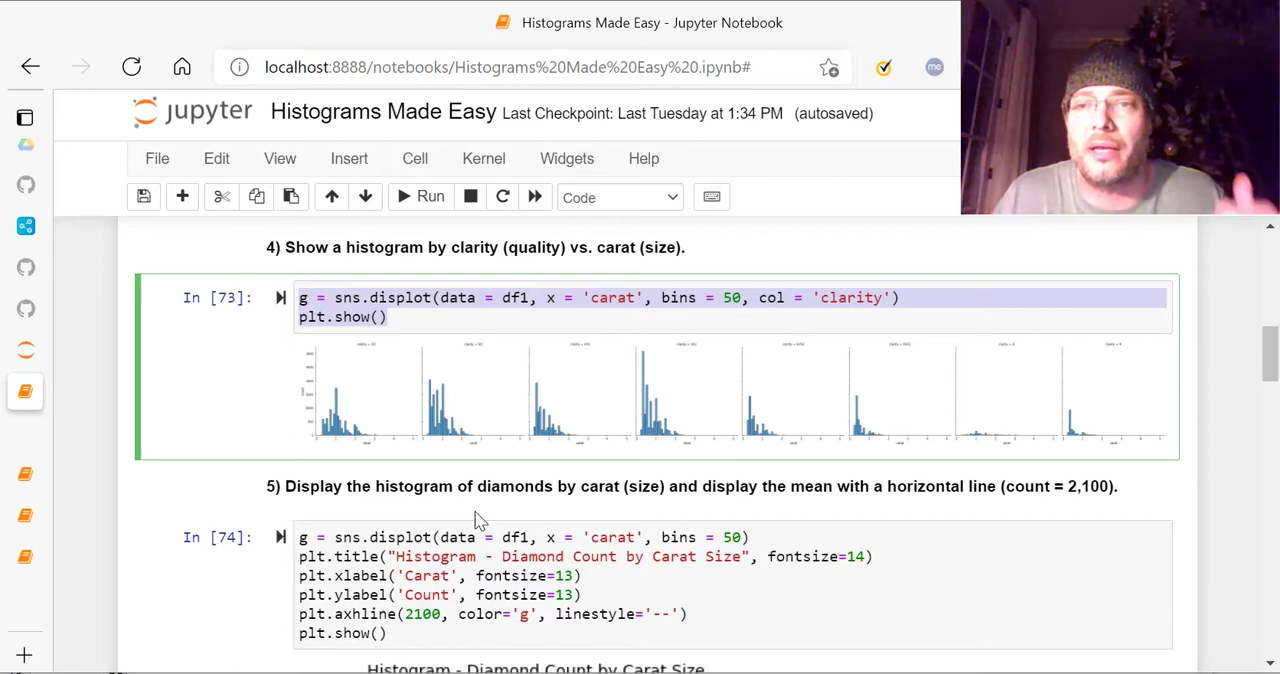 Histograms Made Easy - Jupyter Notebook
localhost:8888/notebooks/Histograms%20Made%20Easy%20.ipynb#
me
jupyter Histograms Made Easy Last Checkpoint: Last Tuesday at 1:34 PM (autosaved)
File Edit View Insert Cell Kernel Widgets Help
Run Code
4) Show a histogram by clarity (quality) vs. carat (size).
In [73]: g = sns.displot(data = df1, x = 'carat', bins = 50, col = 'clarity')
plt.show()
5) Display the histogram of diamonds by carat (size) and display the mean with a horizontal line (count = 2,100).
In [74]: g = sns.displot(data = df1, x = 'carat', bins = 50)
plt.title("Histogram - Diamond Count by Carat Size", fontsize=14)
plt.xlabel('Carat', fontsize=13)
plt.ylabel('Count', fontsize=13)
plt.axhline(2100, color='g', linestyle='--')
plt.show()
Histogram - Diamond Count by Carat Size